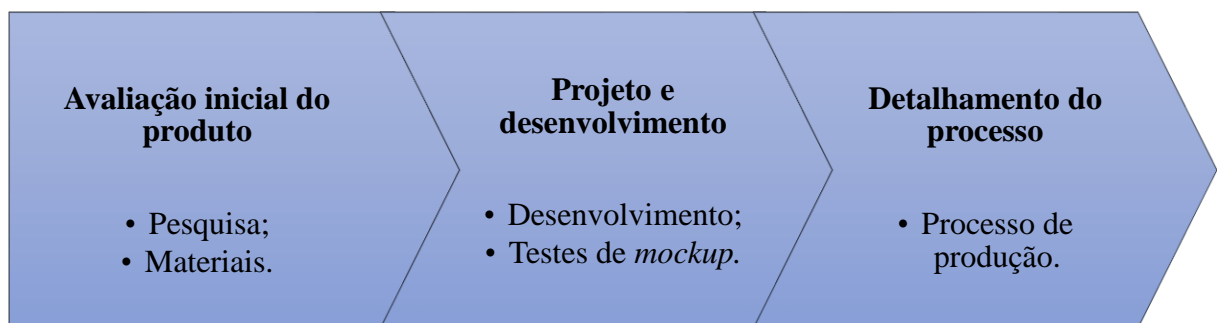 Avaliação inicial do
produto
• Pesquisa;
• Materiais.
Projeto e
desenvolvimento
• Desenvolvimento;
• Testes de mockup.
Detalhamento do
processo
• Processo de
produção.